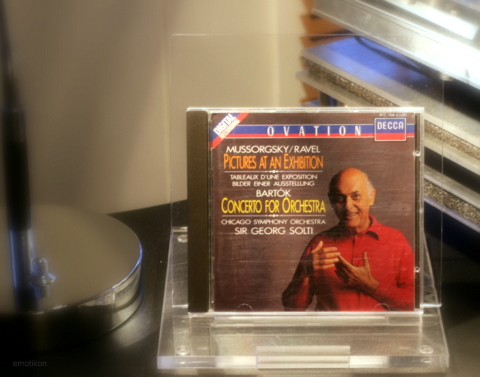 DIGITAL
OVATION
DECCA
MUSSORGSKY/RAVEL
PICTURES AT AN EXHIBITION
TABLEAUX D'UNE EXPOSITION
BILDER EINER AUSSTELLUNG
BARTÓK
CONCERTO FOR ORCHESTRA
CHICAGO SYMPHONY ORCHESTRA
SIR GEORG SOLTI
emotikon